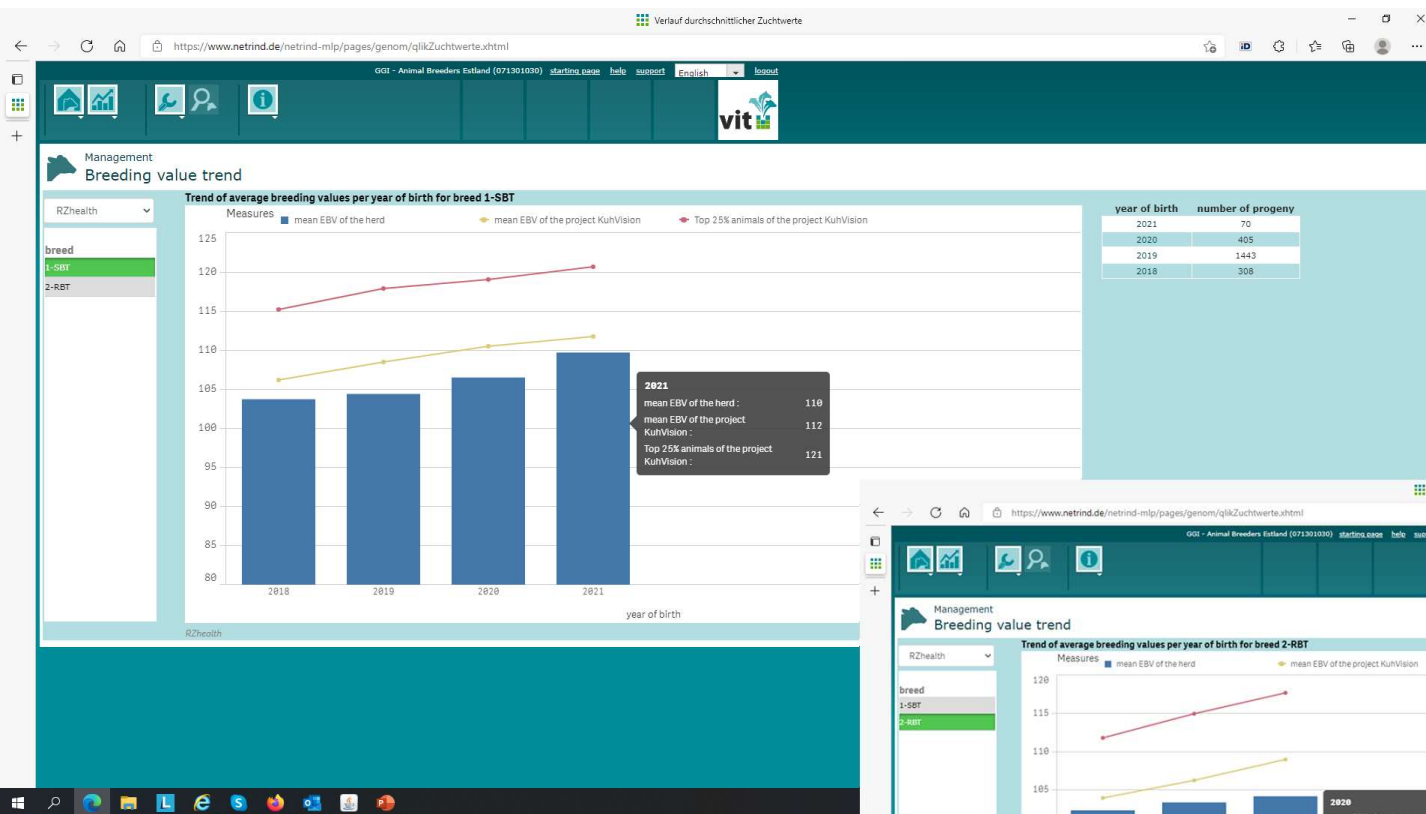 Verlauf durchschnittlicher Zuchtwerte
https://www.netrind.de/netrind-mlp/pages/genom/qlikZuchtwerte.xhtml
GGI - Animal Breeders Estland (071301030) starting page help support English logout
vit
Management
Breeding value trend
RZhealth
breed
1-SBT
2-RBT
Trend of average breeding values per year of birth for breed 1-SBT
Measures mean EBV of the herd mean EBV of the project KuhVision Top 25% animals of the project KuhVision
125
120
115
110
105
100
95
90
85
80
2018 2019 2020 2021
year of birth
RZhealth
2021
mean EBV of the herd : 110
mean EBV of the project
KuhVision : 112
Top 25% animals of the project
KuhVision : 121
year of birth number of progeny
2021 70
2020 405
2019 1443
2018 308
https://www.netrind.de/netrind-mlp/pages/genom/qlikZuchtwerte.xhtml
GGI - Animal Breeders Estland (071301030) starting page help
Management
Breeding value trend
RZhealth
breed
1-SBT
2-RBT
Trend of average breeding values per year of birth for breed 2-RBT
Measures mean EBV of the herd mean EBV of the project KuhVision
120
115
110
105
2020